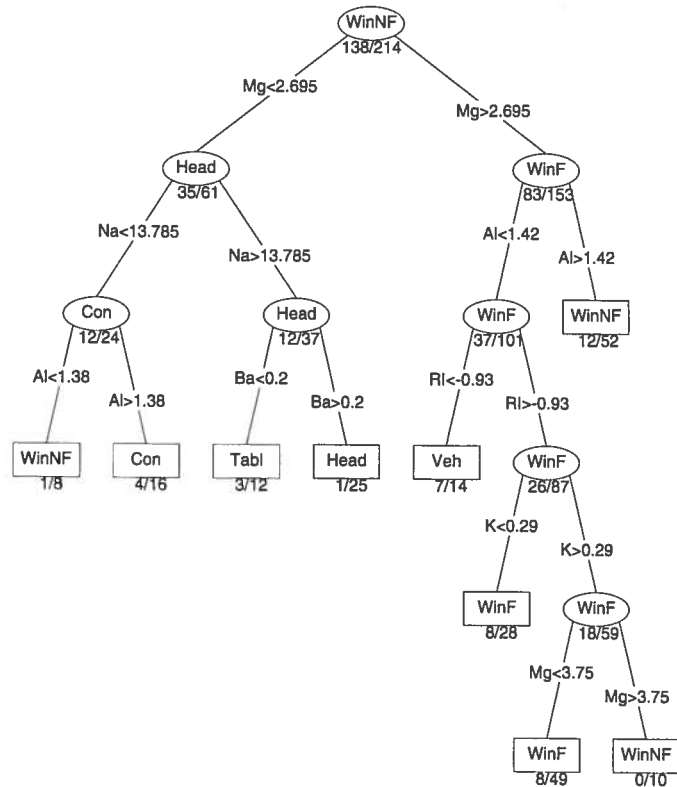 WinNF
138/214
Mg<2.695
Mg>2.695
Head
35/61
WinF
83/153
Na<13.785
Na>13.785
Al<1.42
Al>1.42
Con
12/24
Head
12/37
WinF
37/101
WinNF
12/52
Al<1.38
Al>1.38
Ba<0.2
Ba>0.2
RI<-0.93
RI>-0.93
WinNF
1/8
Con
4/16
Tabl
3/12
Head
1/25
Veh
7/14
WinF
26/87
K<0.29
K>0.29
WinF
8/28
WinF
18/59
Mg<3.75
Mg>3.75
WinF
8/49
WinNF
0/10